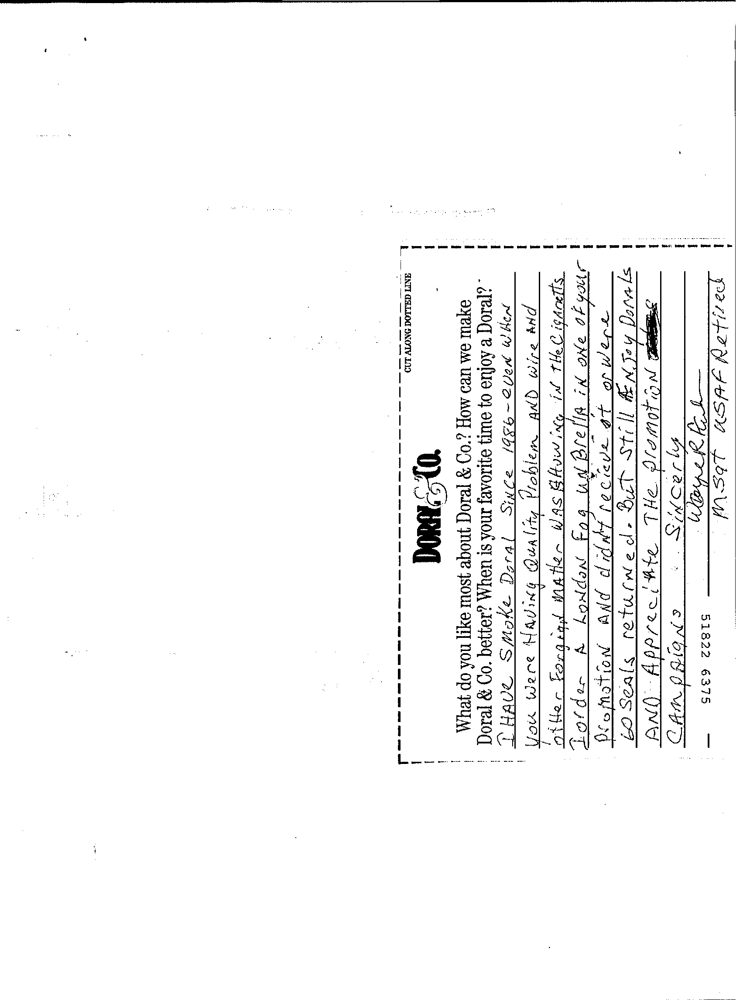 CUT ALONG DOTTED LINE
DORAL & CO.
What do you like most about Doral & Co.? How can we make
Doral & Co. better? When is your favorite time to enjoy a Doral?
I HAVE SMOKE Doral SINCE 1986 - even WHEN
You were HAVING QUALITY Problem AND wire AND
other Forgign MATTER WAS SHOWING IN THE Cigaretts
I order A LONDON FOG UNBrellA IN ONE OF your
Promotion AND didn't recieve it or were
60 SeAls returned. But still ENJoy DorAls
AND AppreciAte THE promotion
CAMPAIGNS Sincerly
Wayne R
MSgt USAF Retired
51822 6375